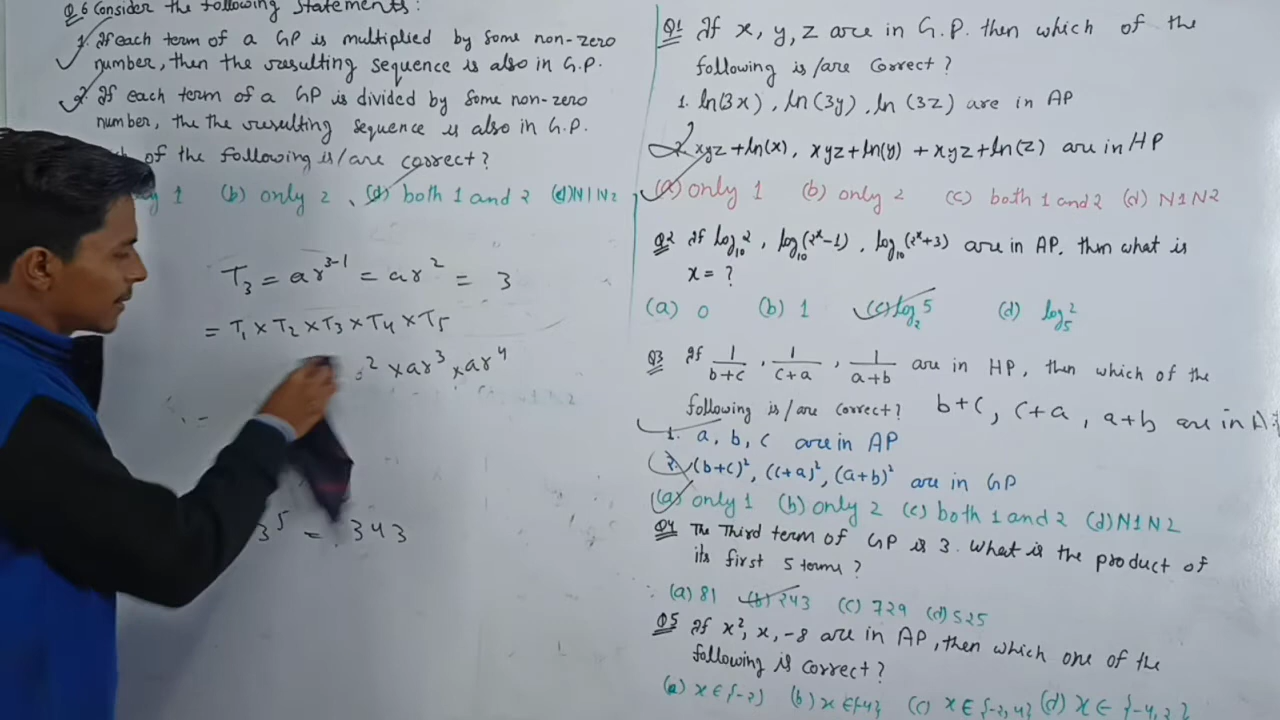 Q.6 Consider the following statements:
1. If each term of a GP is multiplied by some non-zero
number, then the resulting sequence is also in G.P.
2. If each term of a GP is divided by some non-zero
number, the the resulting sequence is also in G.P.
of the following is/are correct?
1 (b) only 2 (d) both 1 and 2 (d) N1N2
T₃ = ar³⁻¹ = ar² = 3
= T₁ × T₂ × T₃ × T₄ × T₅
² × ar³ × ar⁴
3⁵ = 343
Q1 If x, y, z are in G.P. then which of the
following is/are correct?
1. ln(3x), ln(3y), ln(3z) are in AP
2. xyz + ln(x), xyz + ln(y) + xyz + ln(z) are in HP
(a) only 1 (b) only 2 (c) both 1 and 2 (d) N1N2
Q2 If log₁₀2, log₁₀(2ˣ-1), log₁₀(2ˣ+3) are in AP. then what is
x = ?
(a) 0 (b) 1 (c) log₂5 (d) log₅2
Q3 If 1/(b+c), 1/(c+a), 1/(a+b) are in HP, then which of the
following is/are correct? b+c, c+a, a+b are in A
1. a, b, c are in AP
2. (b+c)², (c+a)², (a+b)² are in GP
(a) only 1 (b) only 2 (c) both 1 and 2 (d) N1N2
Q4 The Third term of GP is 3. What is the product of
its first 5 terms?
(a) 81 (b) 243 (c) 729 (d) 525
Q5 If x², x, -8 are in AP, then which one of the
following is correct?
(a) x∈{-2} (b) x∈{4} (c) x∈{-2,4} (d) x∈{-4,2}